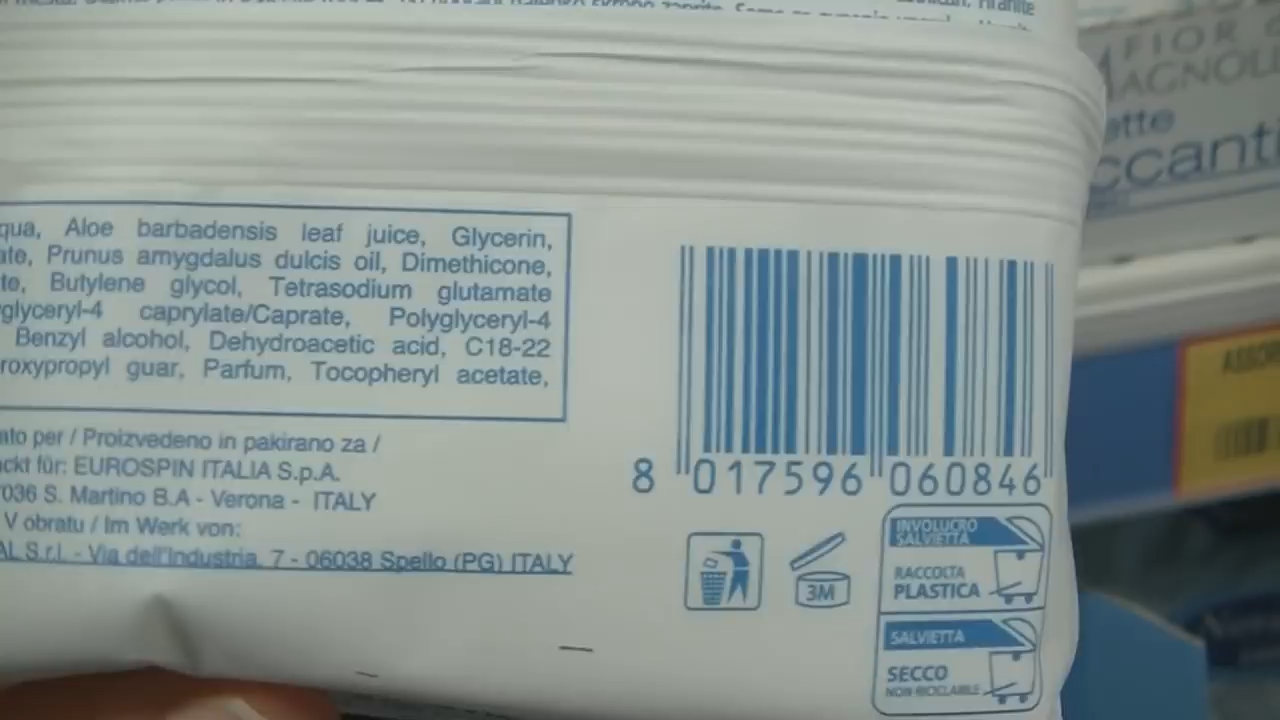 qua, Aloe barbadensis leaf juice, Glycerin,
ate, Prunus amygdalus dulcis oil, Dimethicone,
te, Butylene glycol, Tetrasodium glutamate
glyceryl-4 caprylate/Caprate, Polyglyceryl-4
Benzyl alcohol, Dehydroacetic acid, C18-22
roxypropyl guar, Parfum, Tocopheryl acetate,
ato per / Proizvedeno in pakirano za /
ckt für: EUROSPIN ITALIA S.p.A.
036 S. Martino B.A - Verona - ITALY
V obratu / Im Werk von:
AL S.r.l. - Via dell'Industria, 7 - 06038 Spello (PG) ITALY
8 017596 060846
3M
INVOLUCRO
SALVIETTA
RACCOLTA
PLASTICA
SALVIETTA
SECCO
NON RICICLABILE
FIOR
AGNOL
ette
ccanti
ASSOR